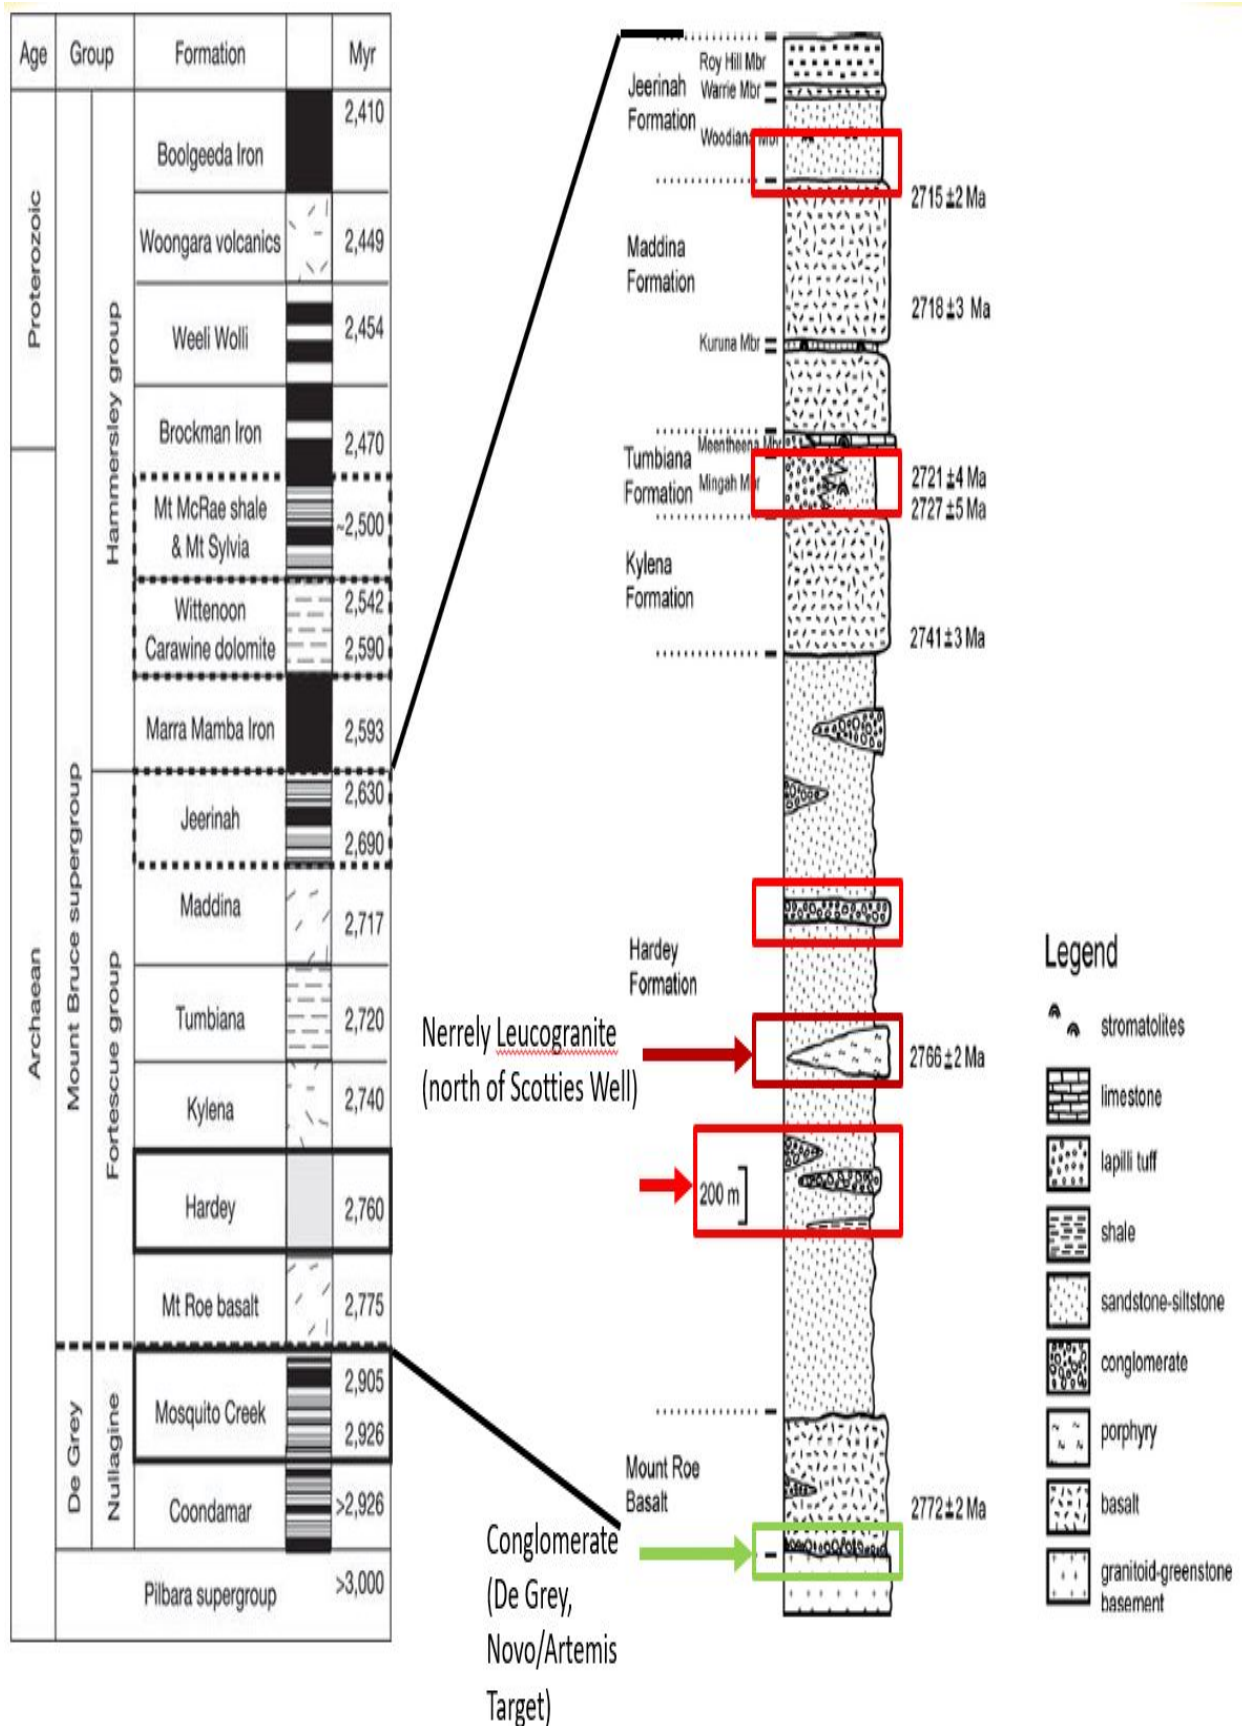 Age
Group
Formation
Myr
Proterozoic
Archaean
Mount Bruce supergroup
Hammersley group
Fortescue group
De Grey
Nullagine
Boolgeeda Iron
2,410
Woongara volcanics
2,449
Weeli Wolli
2,454
Brockman Iron
2,470
Mt McRae shale
& Mt Sylvia
~2,500
Wittenoon
2,542
Carawine dolomite
2,590
Marra Mamba Iron
2,593
Jeerinah
2,630
2,690
Maddina
2,717
Tumbiana
2,720
Kylena
2,740
Hardey
2,760
Mt Roe basalt
2,775
Mosquito Creek
2,905
2,926
Coondamar
>2,926
Pilbara supergroup
>3,000
Jeerinah
Formation
Roy Hill Mbr
Warrie Mbr
Woodiana Mbr
2715 ±2 Ma
Maddina
Formation
2718 ±3 Ma
Kuruna Mbr
Tumbiana
Formation
Meentheena Mbr
Mingah Mbr
2721 ±4 Ma
2727 ±5 Ma
Kylena
Formation
2741 ±3 Ma
Hardey
Formation
Nerrely Leucogranite
(north of Scotties Well)
2766 ±2 Ma
200 m
Mount Roe
Basalt
2772 ±2 Ma
Conglomerate
(De Grey,
Novo/Artemis
Target)
Legend
stromatolites
limestone
lapilli tuff
shale
sandstone-siltstone
conglomerate
porphyry
basalt
granitoid-greenstone
basement